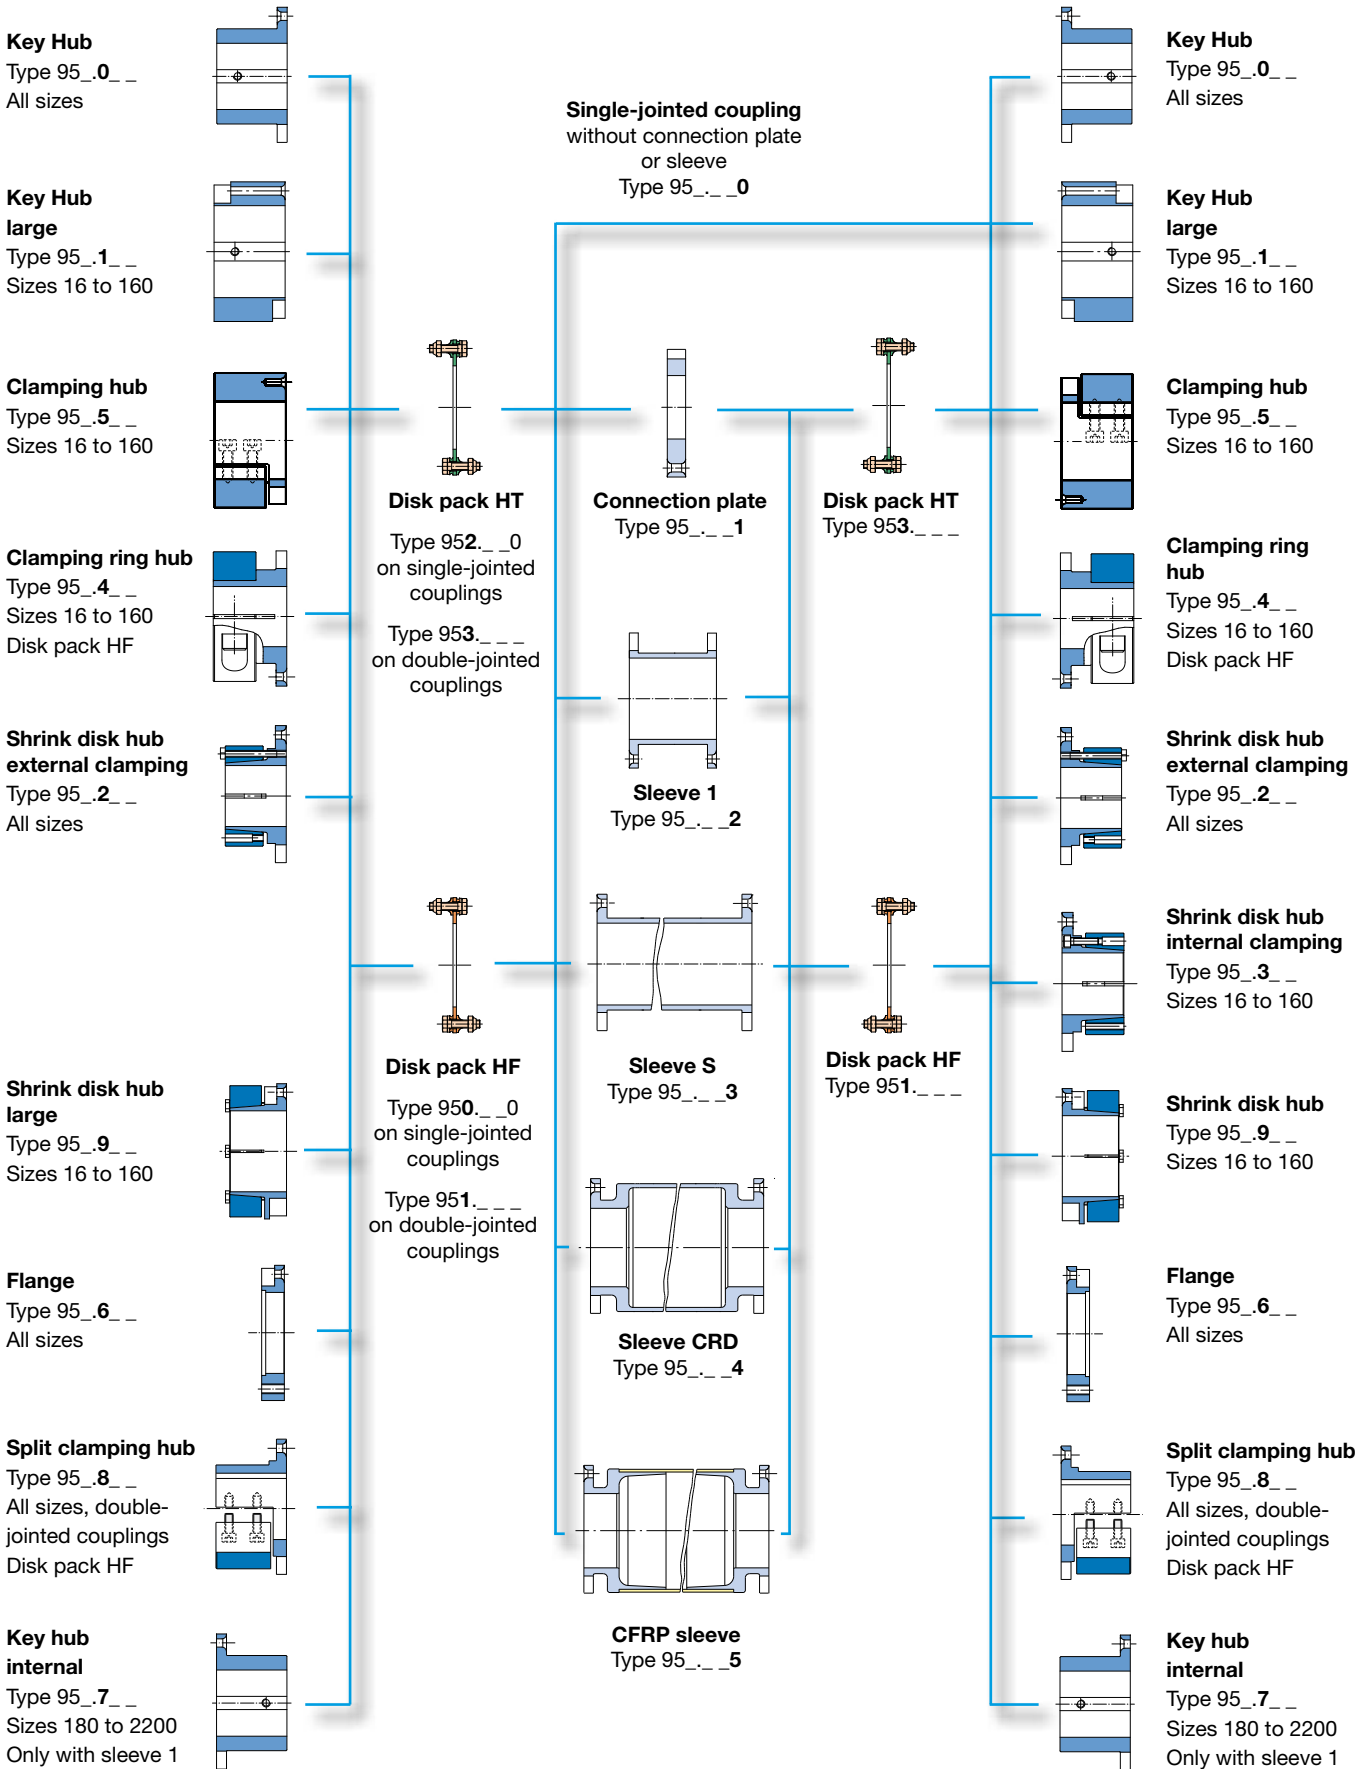 Key Hub
Type 95_.0_ _
All sizes
Key Hub
large
Type 95_.1_ _
Sizes 16 to 160
Clamping hub
Type 95_.5_ _
Sizes 16 to 160
Clamping ring hub
Type 95_.4_ _
Sizes 16 to 160
Disk pack HF
Shrink disk hub
external clamping
Type 95_.2_ _
All sizes
Shrink disk hub
large
Type 95_.9_ _
Sizes 16 to 160
Flange
Type 95_.6_ _
All sizes
Split clamping hub
Type 95_.8_ _
All sizes, double-
jointed couplings
Disk pack HF
Key hub
internal
Type 95_.7_ _
Sizes 180 to 2200
Only with sleeve 1
Disk pack HT
Type 952._ _0
on single-jointed
couplings
Type 953._ _ _
on double-jointed
couplings
Disk pack HF
Type 950._ _0
on single-jointed
couplings
Type 951._ _ _
on double-jointed
couplings
Single-jointed coupling
without connection plate
or sleeve
Type 95_._ _0
Connection plate
Type 95_._ _1
Sleeve 1
Type 95_._ _2
Sleeve S
Type 95_._ _3
Sleeve CRD
Type 95_._ _4
CFRP sleeve
Type 95_._ _5
Disk pack HT
Type 953._ _ _
Disk pack HF
Type 951._ _ _
Key Hub
Type 95_.0_ _
All sizes
Key Hub
large
Type 95_.1_ _
Sizes 16 to 160
Clamping hub
Type 95_.5_ _
Sizes 16 to 160
Clamping ring
hub
Type 95_.4_ _
Sizes 16 to 160
Disk pack HF
Shrink disk hub
external clamping
Type 95_.2_ _
All sizes
Shrink disk hub
internal clamping
Type 95_.3_ _
Sizes 16 to 160
Shrink disk hub
Type 95_.9_ _
Sizes 16 to 160
Flange
Type 95_.6_ _
All sizes
Split clamping hub
Type 95_.8_ _
All sizes, double-
jointed couplings
Disk pack HF
Key hub
internal
Type 95_.7_ _
Sizes 180 to 2200
Only with sleeve 1